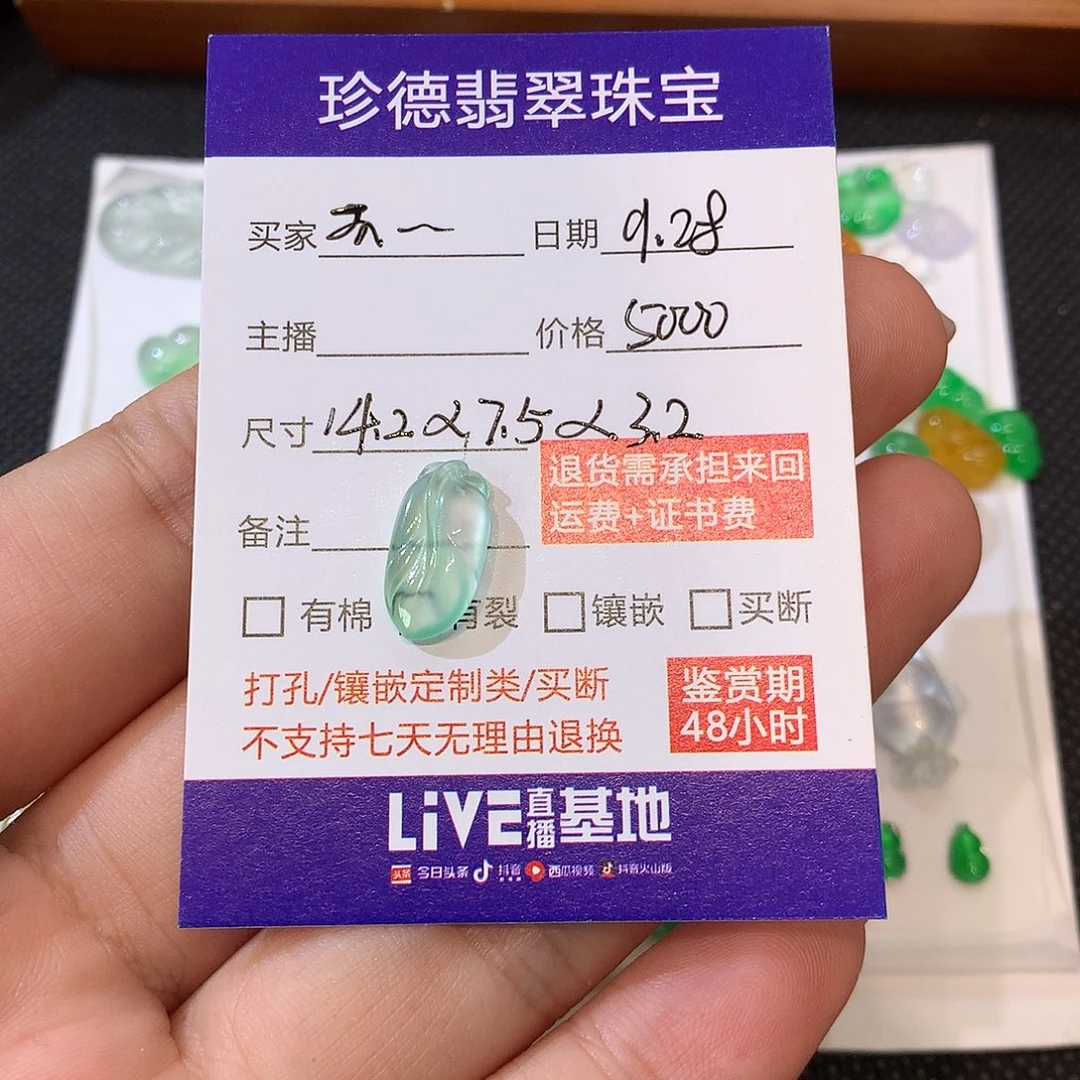 珍德翡翠珠宝
买家 日期 9.28
主播 价格 5000
尺寸 14.2×7.5×3.2
退货需承担来回
运费+证书费
备注
有棉 有裂 镶嵌 买断
打孔/镶嵌定制类/买断
不支持七天无理由退换
鉴赏期
48小时
LiVE直播基地
头条 今日头条 抖音 西瓜视频 抖音火山版